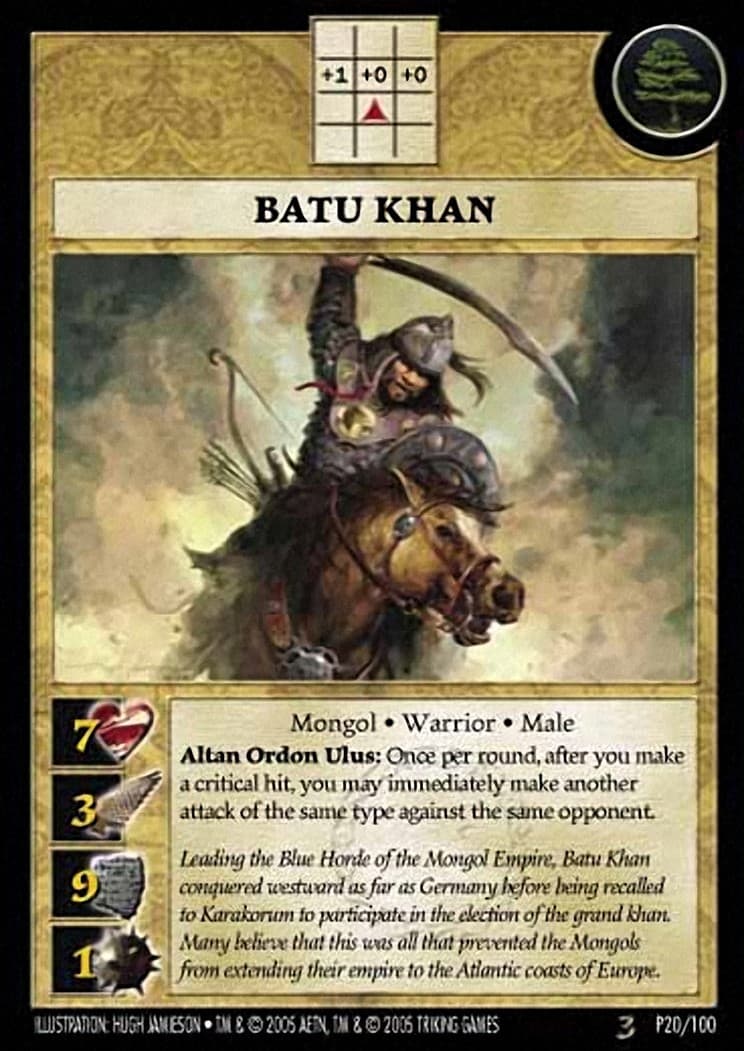 +1 +0 +0
BATU KHAN
7
Mongol • Warrior • Male
Altan Ordon Ulus: Once per round, after you make
a critical hit, you may immediately make another
attack of the same type against the same opponent.
3
9
1
Leading the Blue Horde of the Mongol Empire, Batu Khan
conquered westward as far as Germany before being recalled
to Karakorum to participate in the election of the grand khan.
Many believe that this was all that prevented the Mongols
from extending their empire to the Atlantic coasts of Europe.
ILLUSTRATION: HUGH JAMIESON • TM & © 2005 AETN, TM & © 2005 TRIKING GAMES
3 P20/100